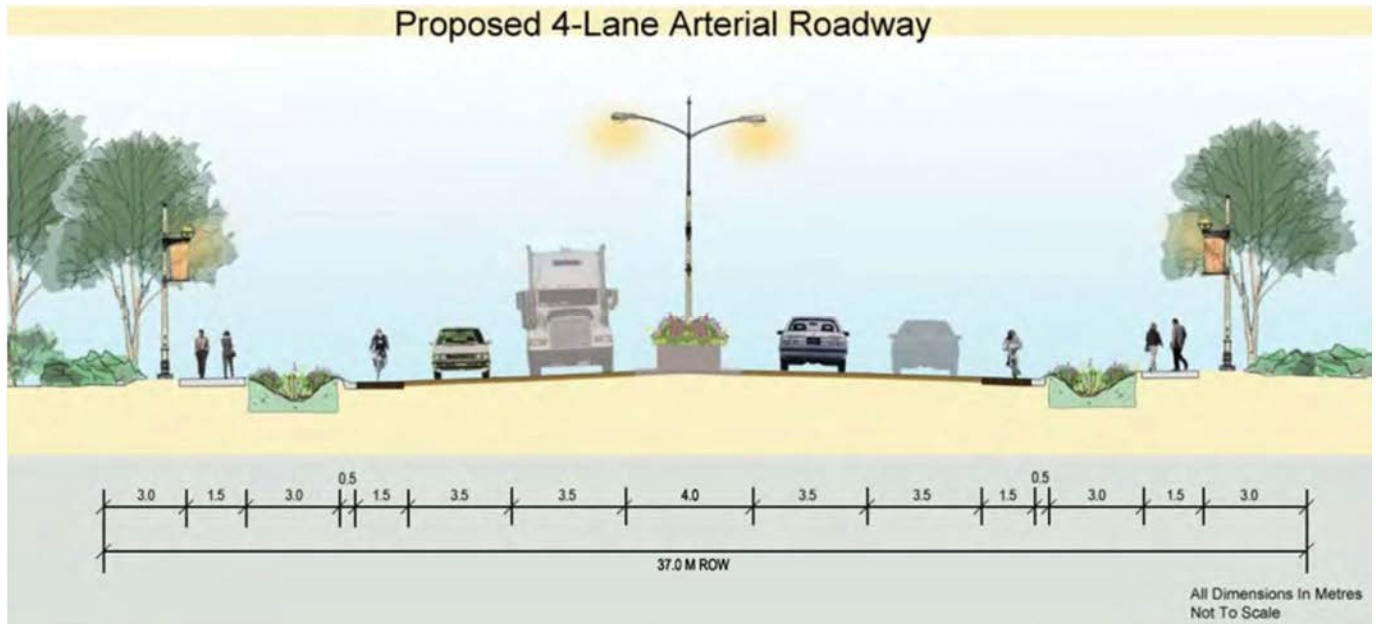 Proposed 4-Lane Arterial Roadway
0.5 0.5
3.0 1.5 3.0 1.5 3.5 3.5 4.0 3.5 3.5 1.5 3.0 1.5 3.0
37.0 M ROW
All Dimensions In Metres
Not To Scale